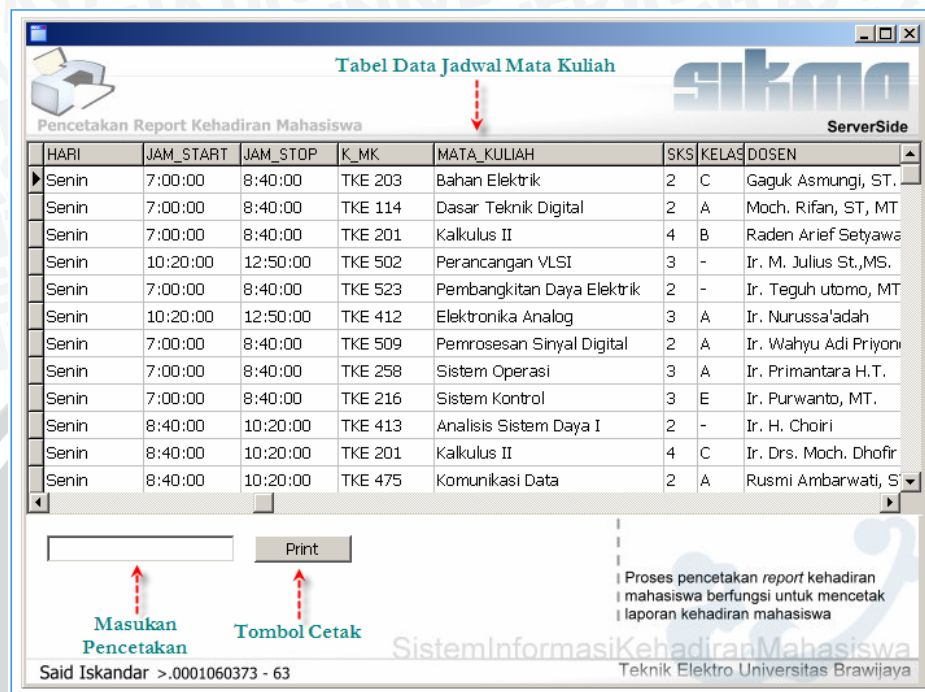 Tabel Data Jadwal Mata Kuliah
sikma
Pencetakan Report Kehadiran Mahasiswa
ServerSide
HARI JAM_START JAM_STOP K_MK MATA_KULIAH SKS KELAS DOSEN
Senin 7:00:00 8:40:00 TKE 203 Bahan Elektrik 2 C Gaguk Asmungi, ST.
Senin 7:00:00 8:40:00 TKE 114 Dasar Teknik Digital 2 A Moch. Rifan, ST, MT
Senin 7:00:00 8:40:00 TKE 201 Kalkulus II 4 B Raden Arief Setyawa
Senin 10:20:00 12:50:00 TKE 502 Perancangan VLSI 3 - Ir. M. Julius St.,MS.
Senin 7:00:00 8:40:00 TKE 523 Pembangkitan Daya Elektrik 2 - Ir. Teguh utomo, MT
Senin 10:20:00 12:50:00 TKE 412 Elektronika Analog 3 A Ir. Nurussa'adah
Senin 7:00:00 8:40:00 TKE 509 Pemrosesan Sinyal Digital 2 A Ir. Wahyu Adi Priyon
Senin 7:00:00 8:40:00 TKE 258 Sistem Operasi 3 A Ir. Primantara H.T.
Senin 7:00:00 8:40:00 TKE 216 Sistem Kontrol 3 E Ir. Purwanto, MT.
Senin 8:40:00 10:20:00 TKE 413 Analisis Sistem Daya I 2 - Ir. H. Choiri
Senin 8:40:00 10:20:00 TKE 201 Kalkulus II 4 C Ir. Drs. Moch. Dhofir
Senin 8:40:00 10:20:00 TKE 475 Komunikasi Data 2 A Rusmi Ambarwati, S
Print
Masukan
Pencetakan
Tombol Cetak
Proses pencetakan report kehadiran
mahasiswa berfungsi untuk mencetak
laporan kehadiran mahasiswa
SistemInformasiKehadiranMahasiswa
Said Iskandar >.0001060373 - 63
Teknik Elektro Universitas Brawijaya